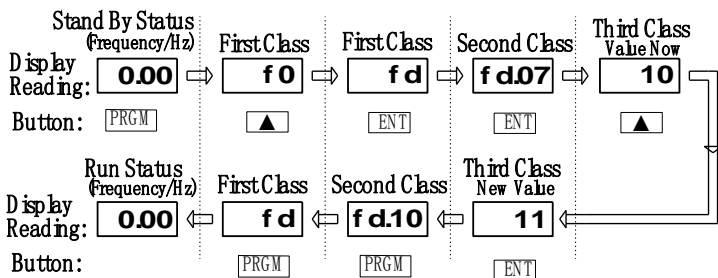 Stand By Status
(Frequency/Hz)
First Class
First Class
Second Class
Third Class
Value Now
Display
Reading:
0.00
f0
fd
fd.07
10
Button:
PRGM
▲
ENT
ENT
▲
Run Status
(Frequency/Hz)
First Class
Second Class
Third Class
New Value
Display
Reading:
0.00
fd
fd.10
11
Button:
PRGM
PRGM
ENT